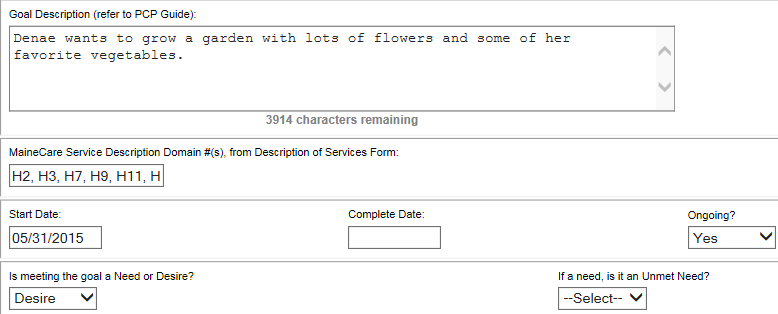 Goal Description (refer to PCP Guide):
Denae wants to grow a garden with lots of flowers and some of her
favorite vegetables.
3914 characters remaining
MaineCare Service Description Domain #(s), from Description of Services Form:
H2, H3, H7, H9, H11, H
Start Date: Complete Date: Ongoing?
05/31/2015 Yes
Is meeting the goal a Need or Desire? If a need, is it an Unmet Need?
Desire --Select--